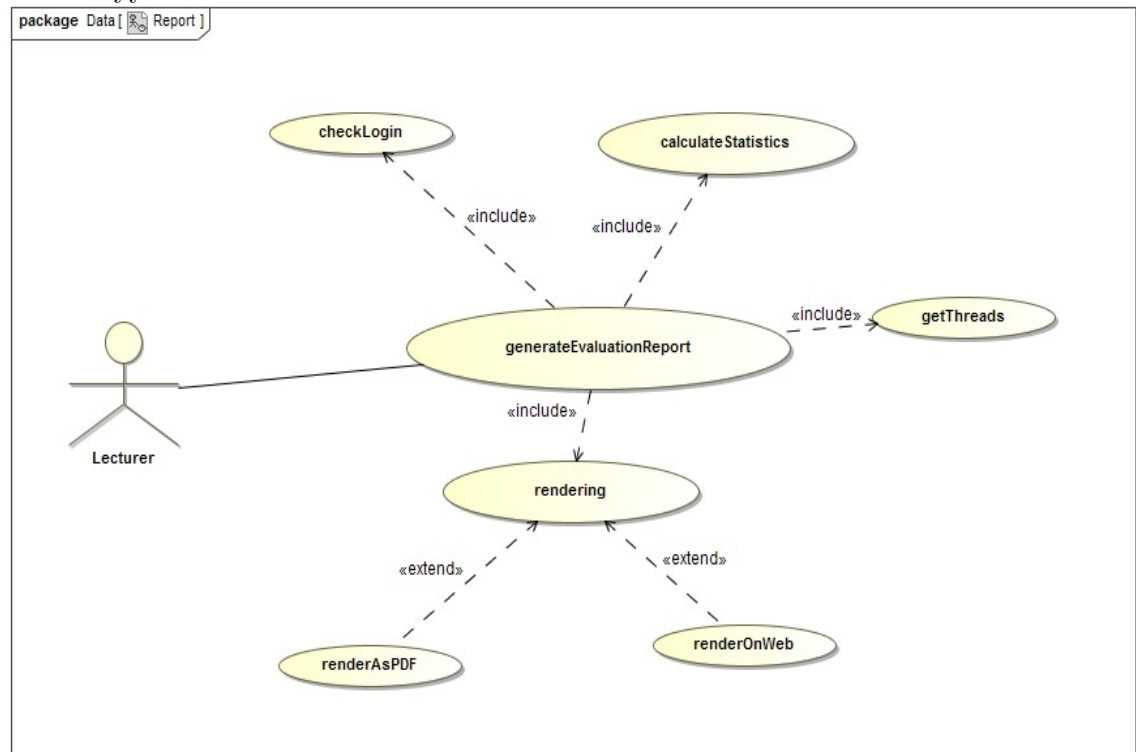 package Data [ Report ]
checkLogin
calculateStatistics
«include»
«include»
«include»
getThreads
generateEvaluationReport
«include»
Lecturer
rendering
«extend»
«extend»
renderAsPDF
renderOnWeb